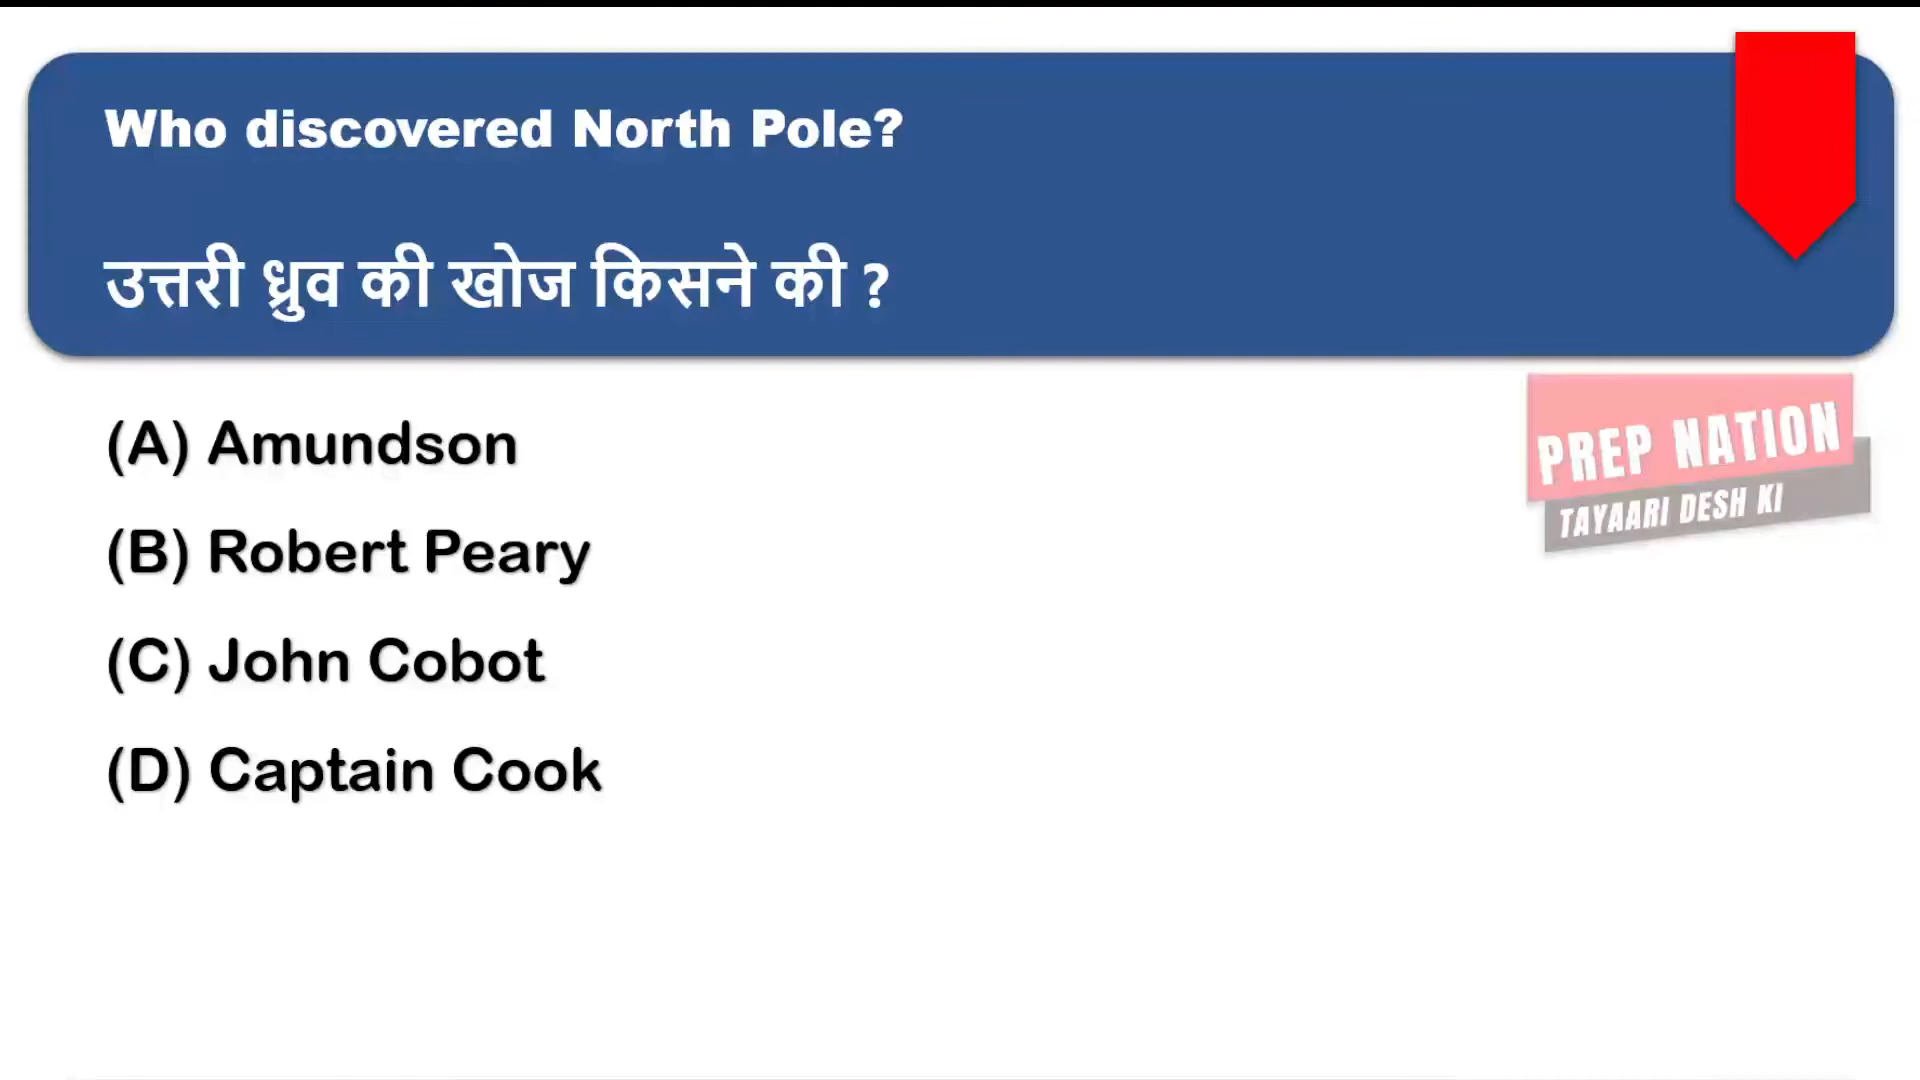 Who discovered North Pole?
उत्तरी ध्रुव की खोज किसने की ?
(A) Amundson
(B) Robert Peary
(C) John Cobot
(D) Captain Cook
PREP NATION
TAYAARI DESH KI